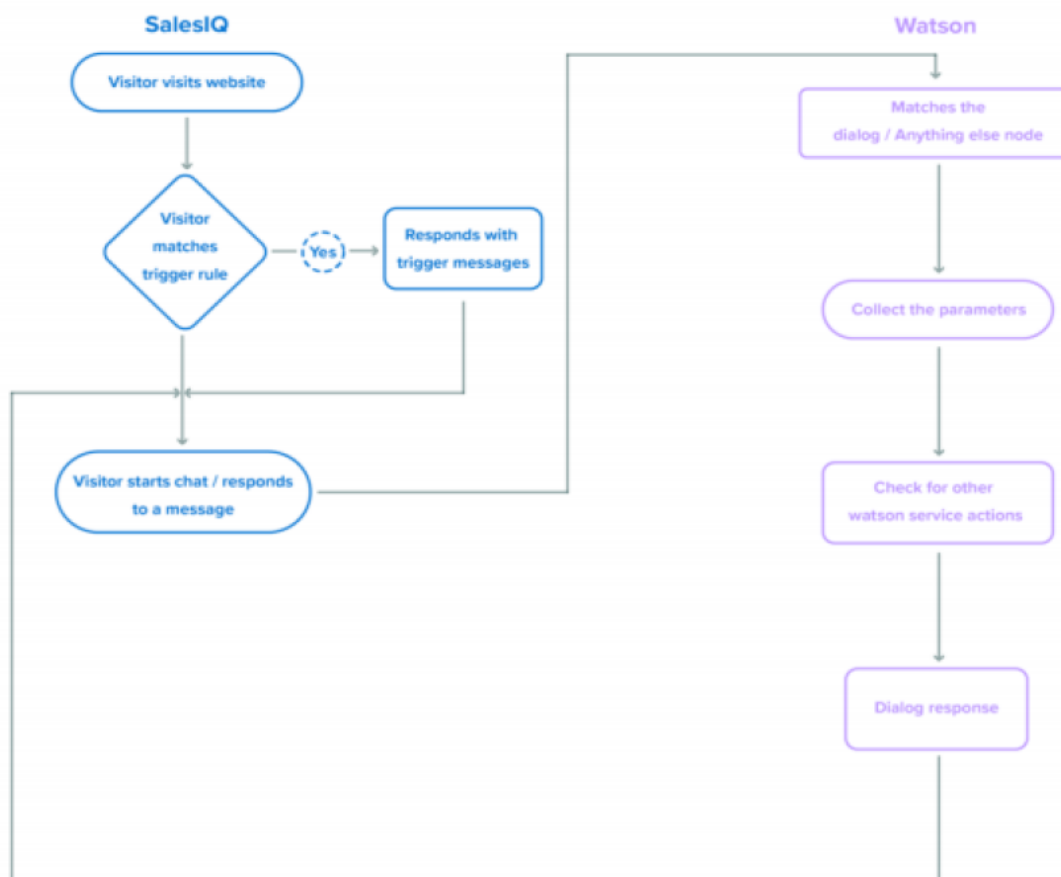 SalesIQ
Visitor visits website
Visitor
matches
trigger rule
Yes
Responds with
trigger messages
Visitor starts chat / responds
to a message
Watson
Matches the
dialog / Anything else node
Collect the parameters
Check for other
watson service actions
Dialog response